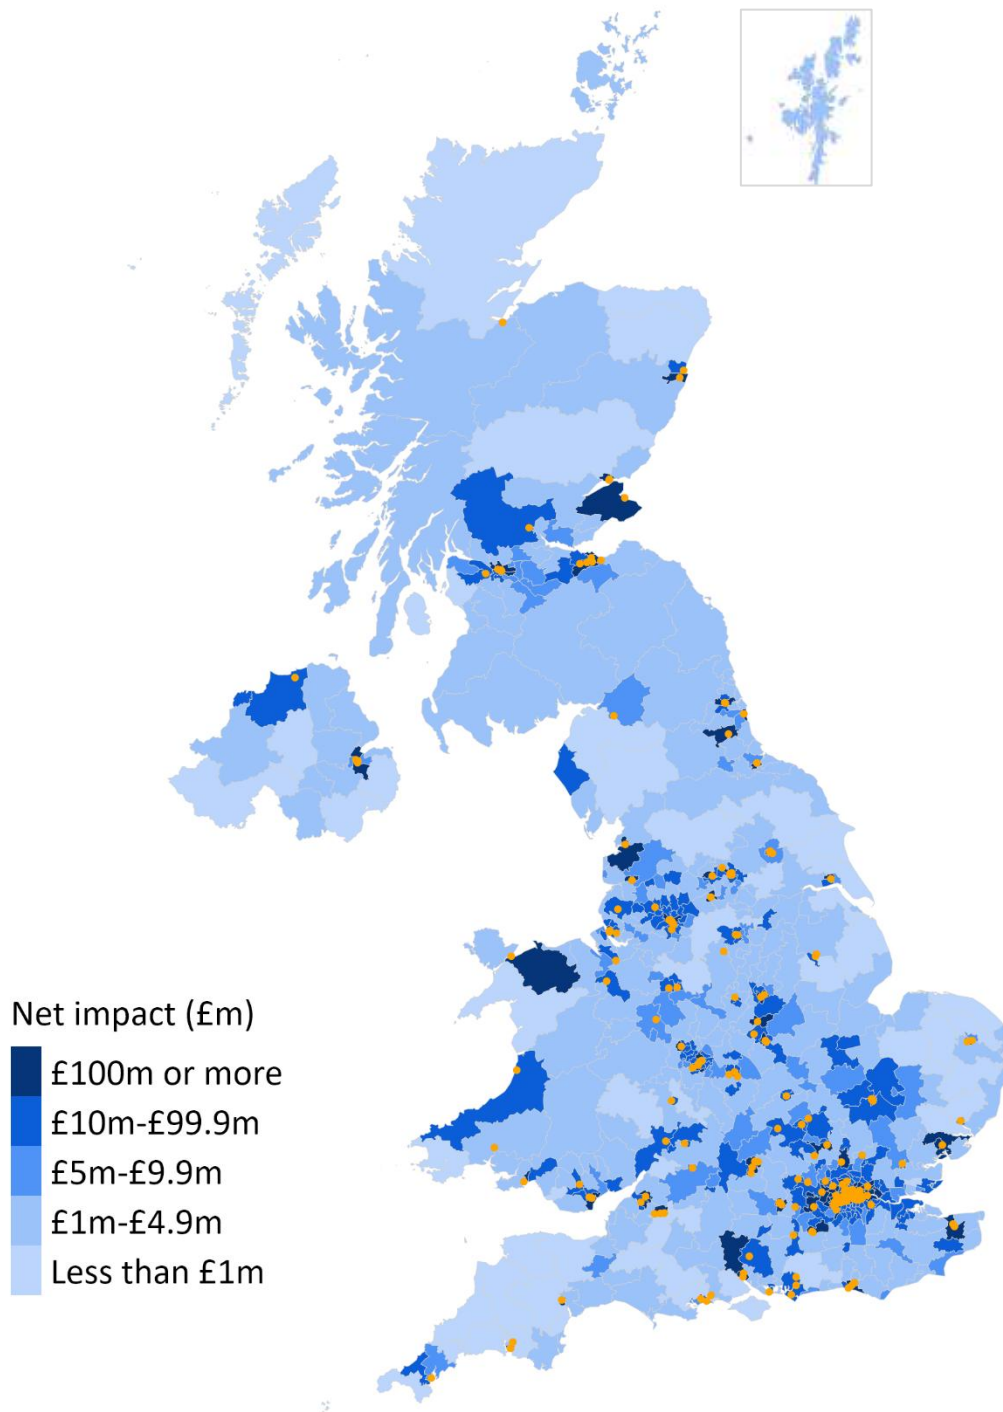 Net impact (£m)
£100m or more
£10m-£99.9m
£5m-£9.9m
£1m-£4.9m
Less than £1m